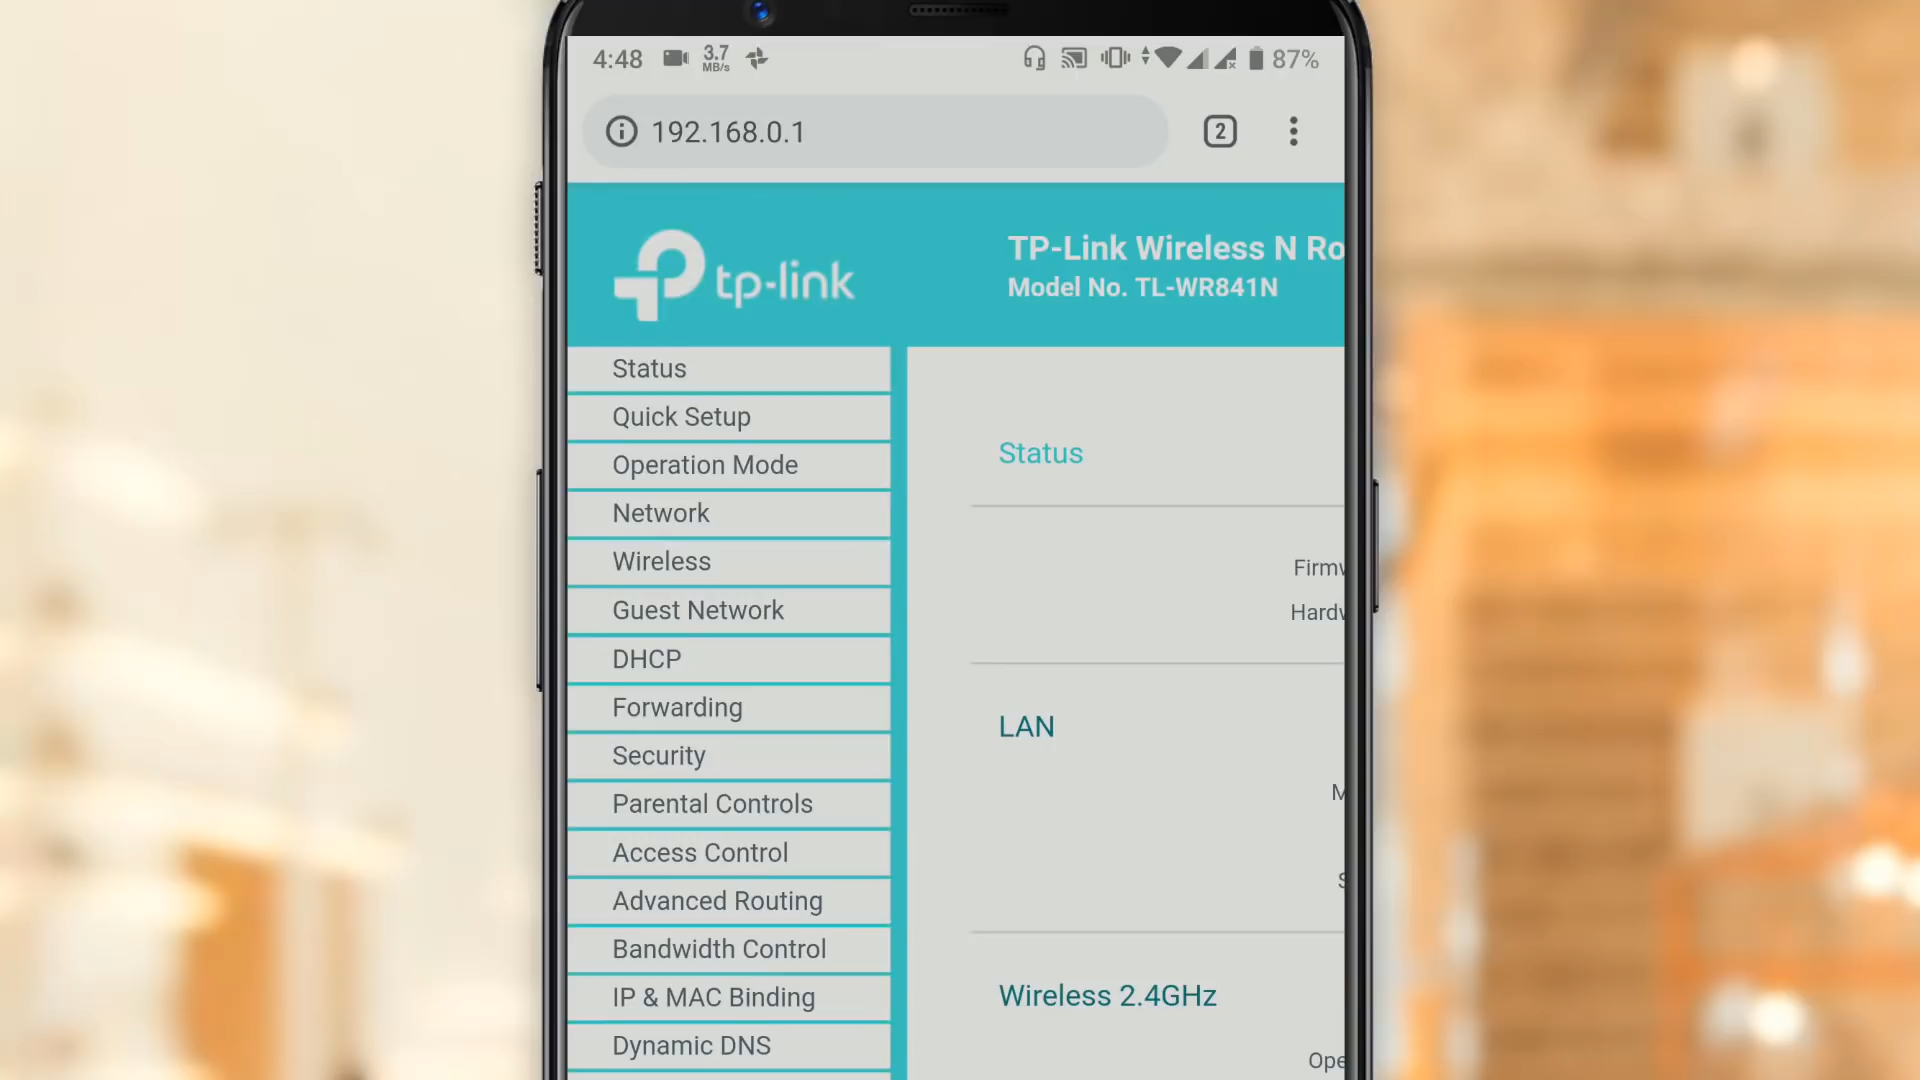 4:48
3.7
MB/s
87%
192.168.0.1
2
tp-link
TP-Link Wireless N Ro
Model No. TL-WR841N
Status
Quick Setup
Operation Mode
Network
Wireless
Guest Network
DHCP
Forwarding
Security
Parental Controls
Access Control
Advanced Routing
Bandwidth Control
IP & MAC Binding
Dynamic DNS
Status
Firmw
Hardw
LAN
M
S
Wireless 2.4GHz
Ope